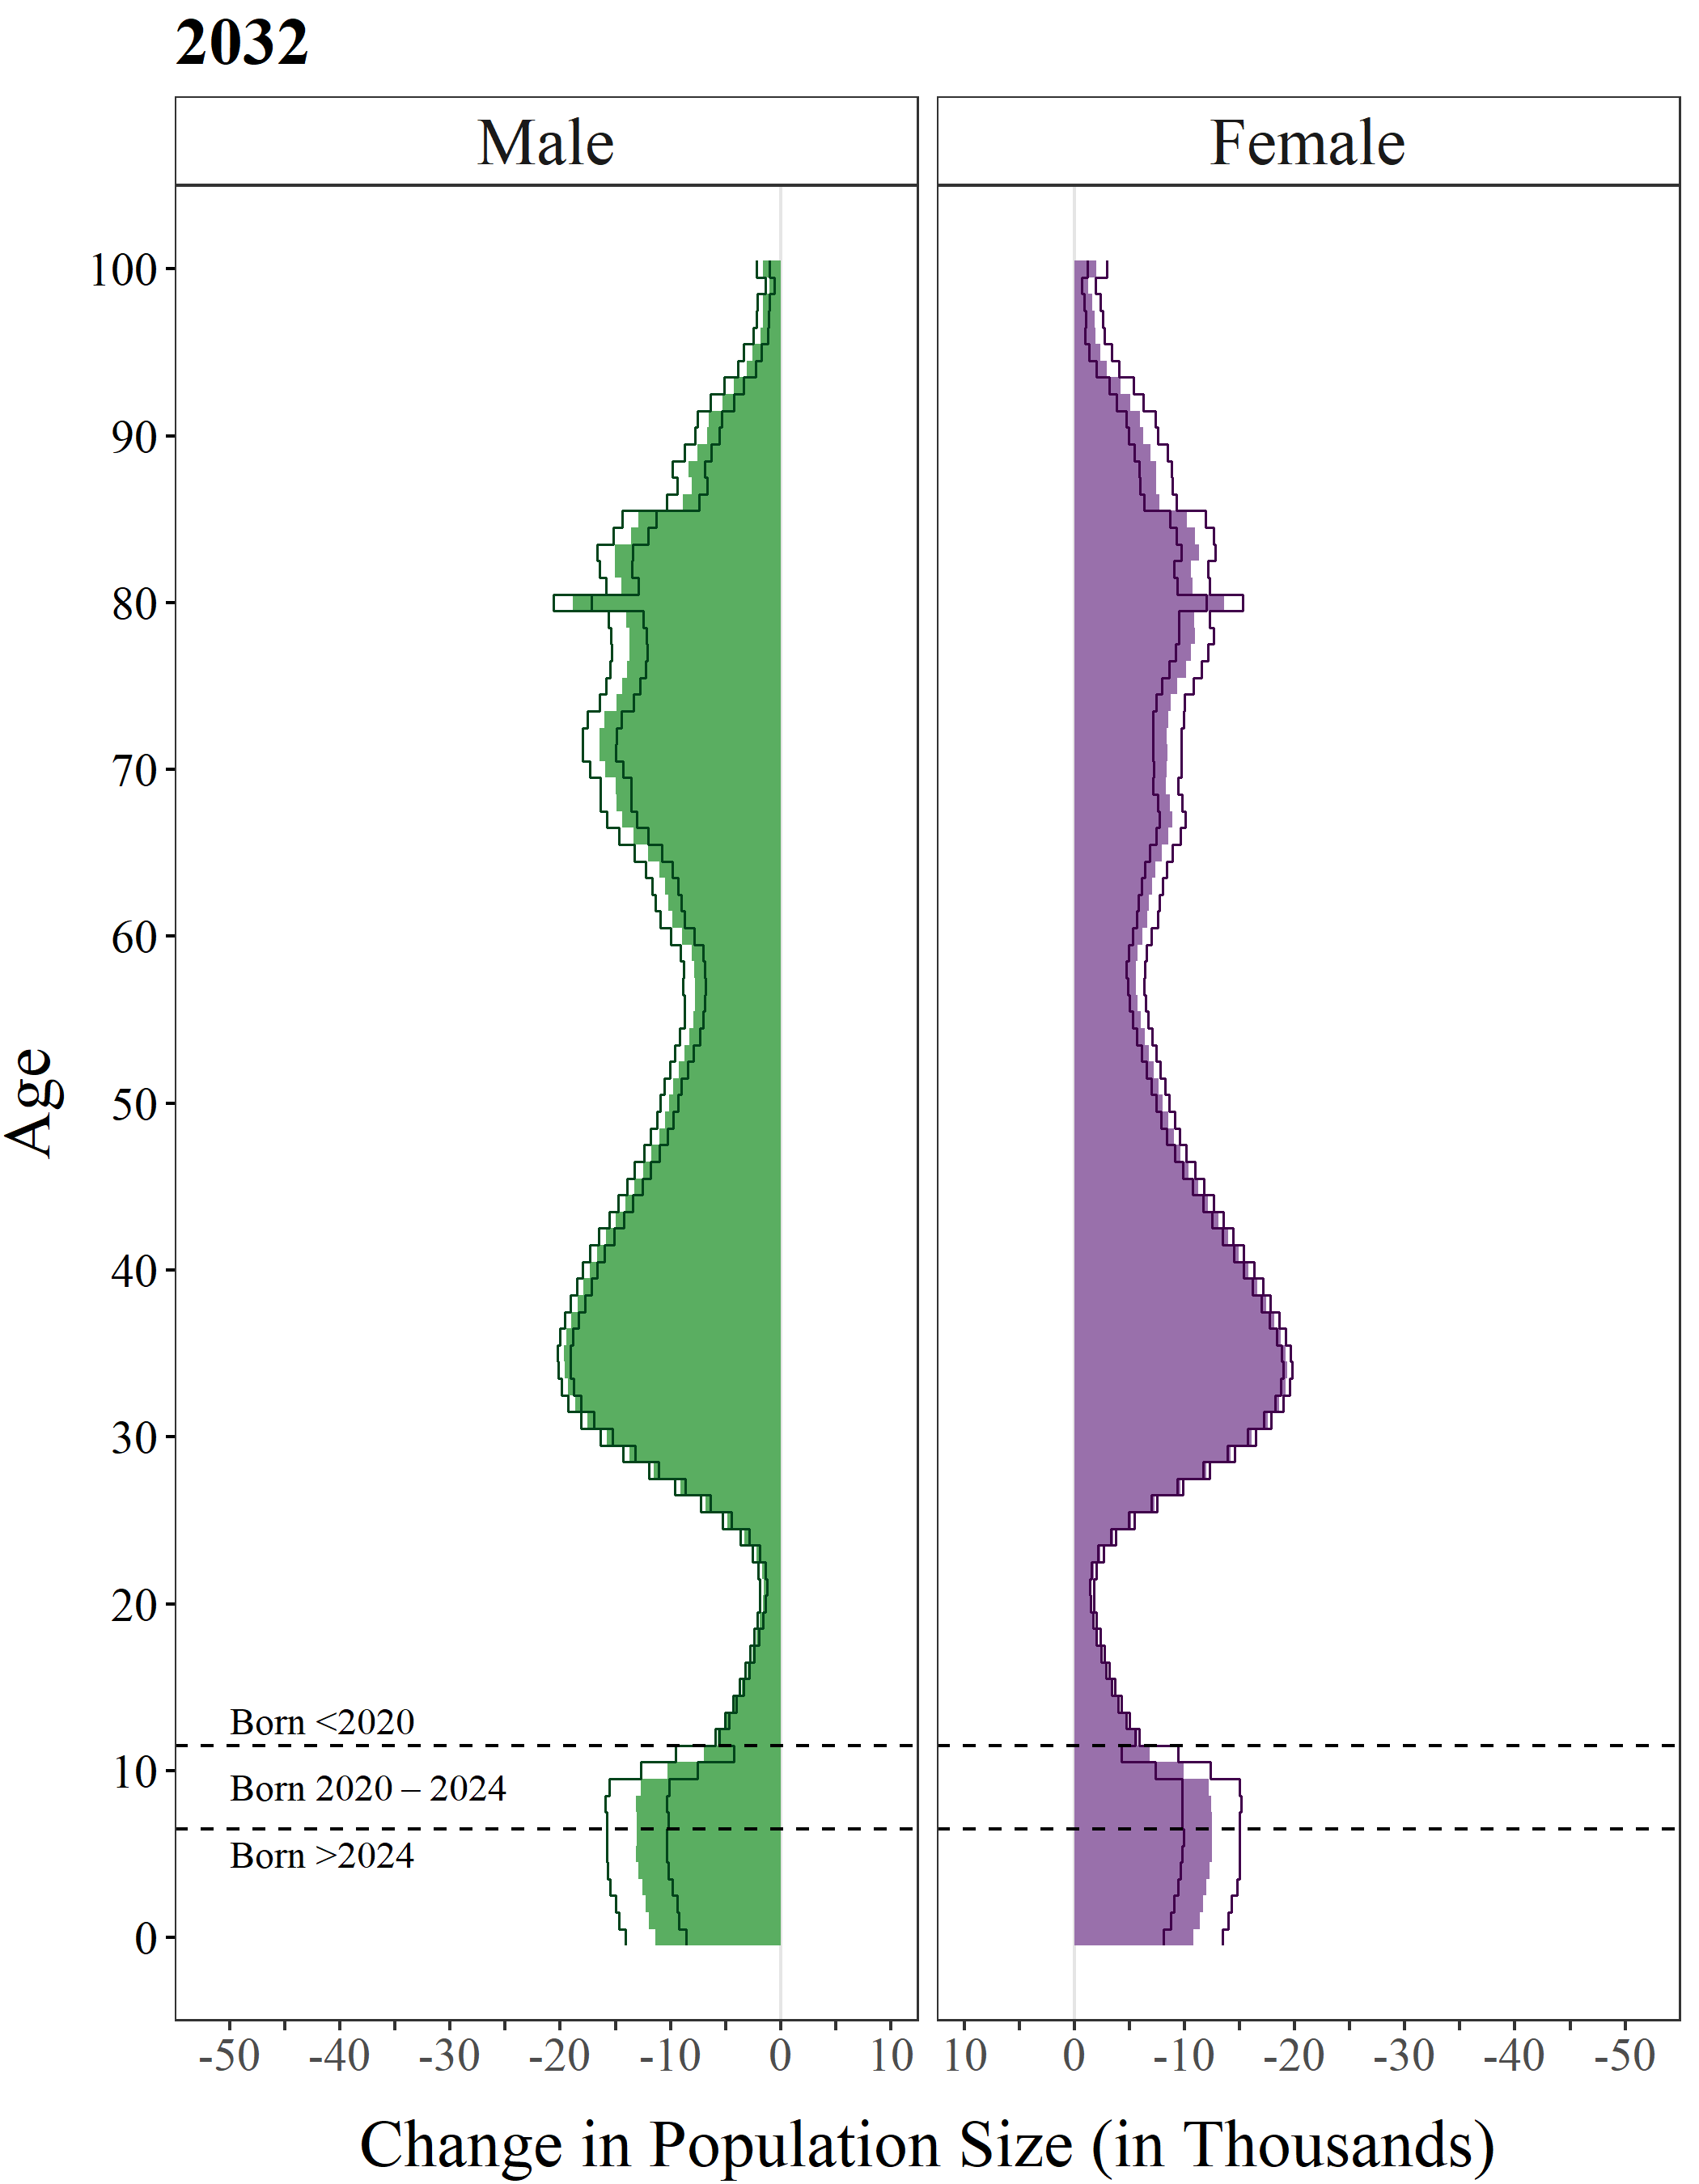 2032
Male
Female
100
90
80
70
60
50
40
30
20
10
0
Age
Born <2020
Born 2020 – 2024
Born >2024
-50 -40 -30 -20 -10 0 10
10 0 -10 -20 -30 -40 -50
Change in Population Size (in Thousands)